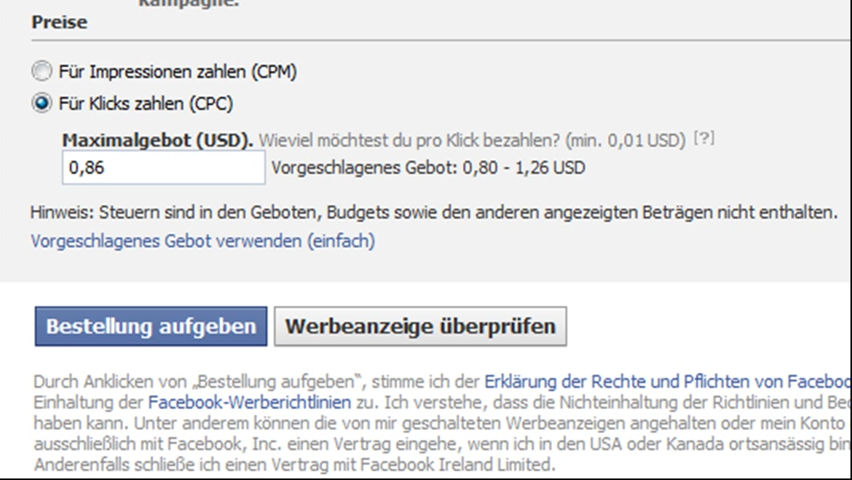 Kampagne.
Preise
Für Impressionen zahlen (CPM)
Für Klicks zahlen (CPC)
Maximalgebot (USD). Wieviel möchtest du pro Klick bezahlen? (min. 0,01 USD) [?]
0,86 Vorgeschlagenes Gebot: 0,80 - 1,26 USD
Hinweis: Steuern sind in den Geboten, Budgets sowie den anderen angezeigten Beträgen nicht enthalten.
Vorgeschlagenes Gebot verwenden (einfach)
Bestellung aufgeben Werbeanzeige überprüfen
Durch Anklicken von „Bestellung aufgeben“, stimme ich der Erklärung der Rechte und Pflichten von Faceboo
Einhaltung der Facebook-Werberichtlinien zu. Ich verstehe, dass die Nichteinhaltung der Richtlinien und Bed
haben kann. Unter anderem können die von mir geschalteten Werbeanzeigen angehalten oder mein Konto
ausschließlich mit Facebook, Inc. einen Vertrag eingehe, wenn ich in den USA oder Kanada ortsansässig bin
Anderenfalls schließe ich einen Vertrag mit Facebook Ireland Limited.